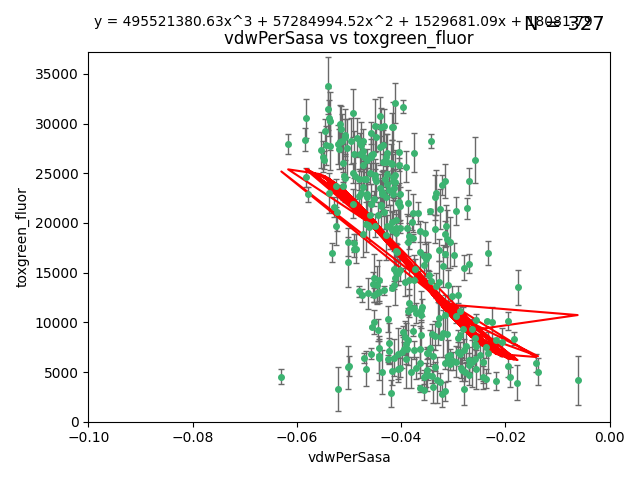 y = 495521380.63x^3 + 57284994.52x^2 + 1529681.09x +
N = 327
vdwPerSasa vs toxgreen_fluor
35000
30000
25000
20000
15000
10000
5000
0
toxgreen_fluor
−0.10
−0.08
−0.06
−0.04
−0.02
0.00
vdwPerSasa